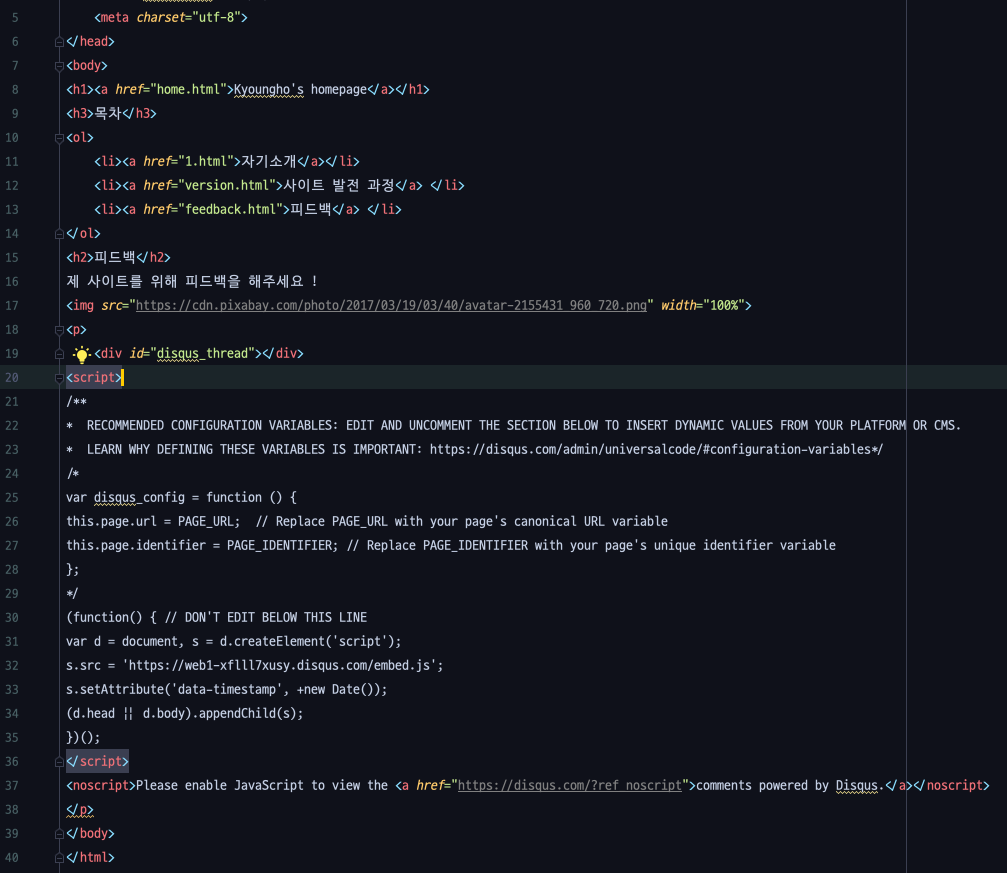 5 <meta charset="utf-8">
6 </head>
7 <body>
8 <h1><a href="home.html">Kyoungho's homepage</a></h1>
9 <h3>목차</h3>
10 <ol>
11 <li><a href="1.html">자기소개</a></li>
12 <li><a href="version.html">사이트 발전 과정</a> </li>
13 <li><a href="feedback.html">피드백</a> </li>
14 </ol>
15 <h2>피드백</h2>
16 제 사이트를 위해 피드백을 해주세요 !
17 <img src="https://cdn.pixabay.com/photo/2017/03/19/03/40/avatar-2155431_960_720.png" width="100%">
18 <p>
19 <div id="disqus_thread"></div>
20 <script>
21 /**
22 *  RECOMMENDED CONFIGURATION VARIABLES: EDIT AND UNCOMMENT THE SECTION BELOW TO INSERT DYNAMIC VALUES FROM YOUR PLATFORM OR CMS.
23 *  LEARN WHY DEFINING THESE VARIABLES IS IMPORTANT: https://disqus.com/admin/universalcode/#configuration-variables*/
24 /*
25 var disqus_config = function () {
26 this.page.url = PAGE_URL;  // Replace PAGE_URL with your page's canonical URL variable
27 this.page.identifier = PAGE_IDENTIFIER; // Replace PAGE_IDENTIFIER with your page's unique identifier variable
28 };
29 */
30 (function() { // DON'T EDIT BELOW THIS LINE
31 var d = document, s = d.createElement('script');
32 s.src = 'https://web1-xflll7xusy.disqus.com/embed.js';
33 s.setAttribute('data-timestamp', +new Date());
34 (d.head || d.body).appendChild(s);
35 })();
36 </script>
37 <noscript>Please enable JavaScript to view the <a href="https://disqus.com/?ref_noscript">comments powered by Disqus.</a></noscript>
38 </p>
39 </body>
40 </html>